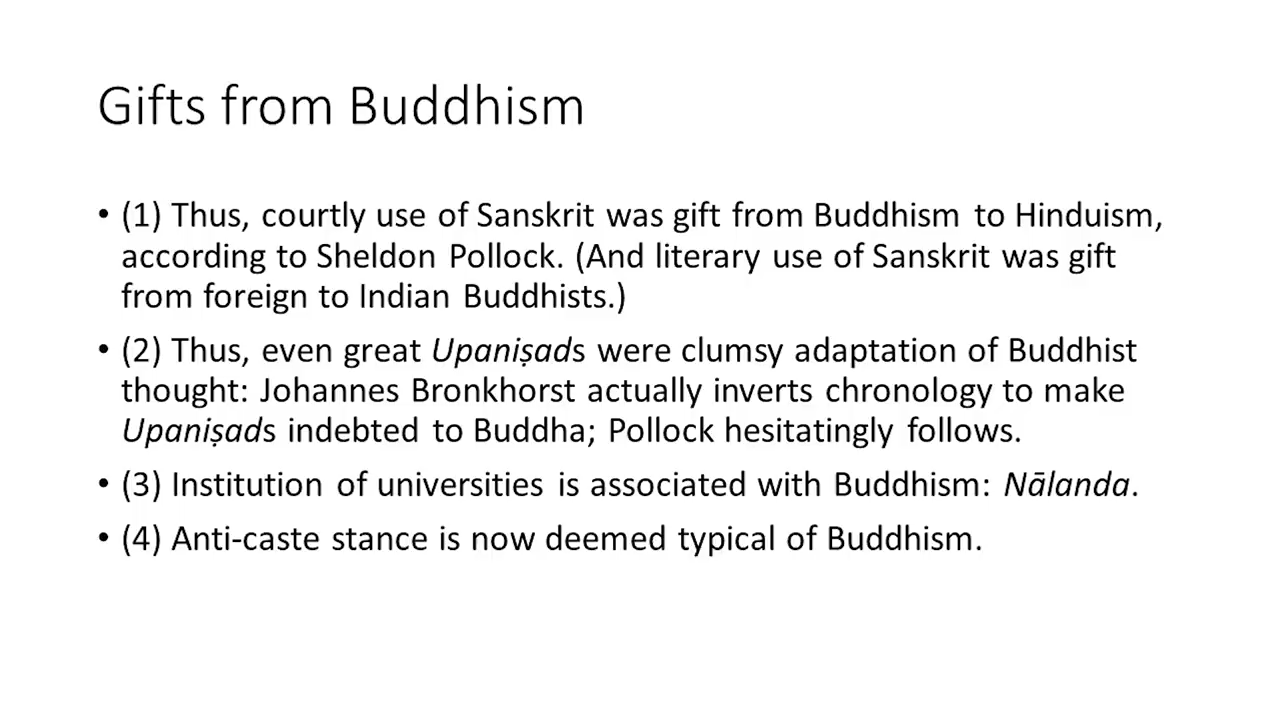 Gifts from Buddhism
• (1) Thus, courtly use of Sanskrit was gift from Buddhism to Hinduism,
according to Sheldon Pollock. (And literary use of Sanskrit was gift
from foreign to Indian Buddhists.)
• (2) Thus, even great Upaniṣads were clumsy adaptation of Buddhist
thought: Johannes Bronkhorst actually inverts chronology to make
Upaniṣads indebted to Buddha; Pollock hesitatingly follows.
• (3) Institution of universities is associated with Buddhism: Nālanda.
• (4) Anti-caste stance is now deemed typical of Buddhism.